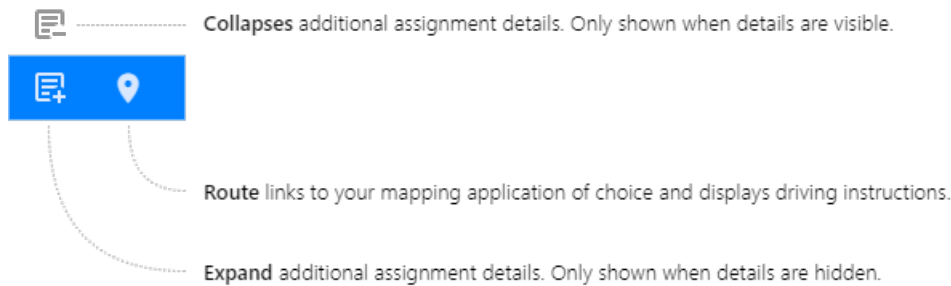 Collapses additional assignment details. Only shown when details are visible.
Route links to your mapping application of choice and displays driving instructions.
Expand additional assignment details. Only shown when details are hidden.